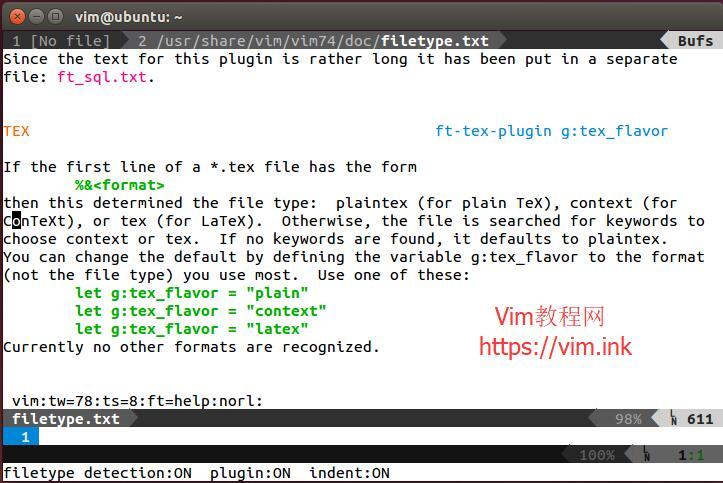 vim@ubuntu: ~
1 [No file] 2 /usr/share/vim/vim74/doc/filetype.txt Bufs
Since the text for this plugin is rather long it has been put in a separate
file: ft_sql.txt.
TEX ft-tex-plugin g:tex_flavor
If the first line of a *.tex file has the form
%&<format>
then this determined the file type:  plaintex (for plain TeX), context (for
ConTeXt), or tex (for LaTeX).  Otherwise, the file is searched for keywords to
choose context or tex.  If no keywords are found, it defaults to plaintex.
You can change the default by defining the variable g:tex_flavor to the format
(not the file type) you use most.  Use one of these:
let g:tex_flavor = "plain"
let g:tex_flavor = "context"
let g:tex_flavor = "latex"
Currently no other formats are recognized.
Vim教程网
https://vim.ink
vim:tw=78:ts=8:ft=help:norl:
filetype.txt 98% LN 611
1
100% LN 1:1
filetype detection:ON  plugin:ON  indent:ON